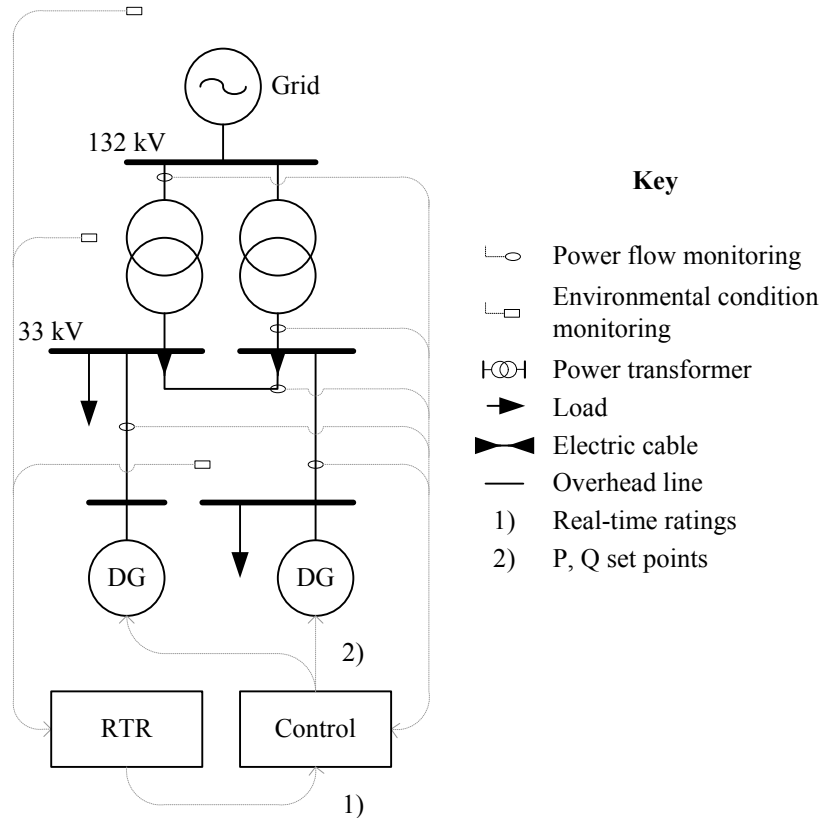 Grid
132 kV
33 kV
DG
DG
2)
RTR
Control
1)
Key
Power flow monitoring
Environmental condition
monitoring
Power transformer
Load
Electric cable
Overhead line
1) Real-time ratings
2) P, Q set points